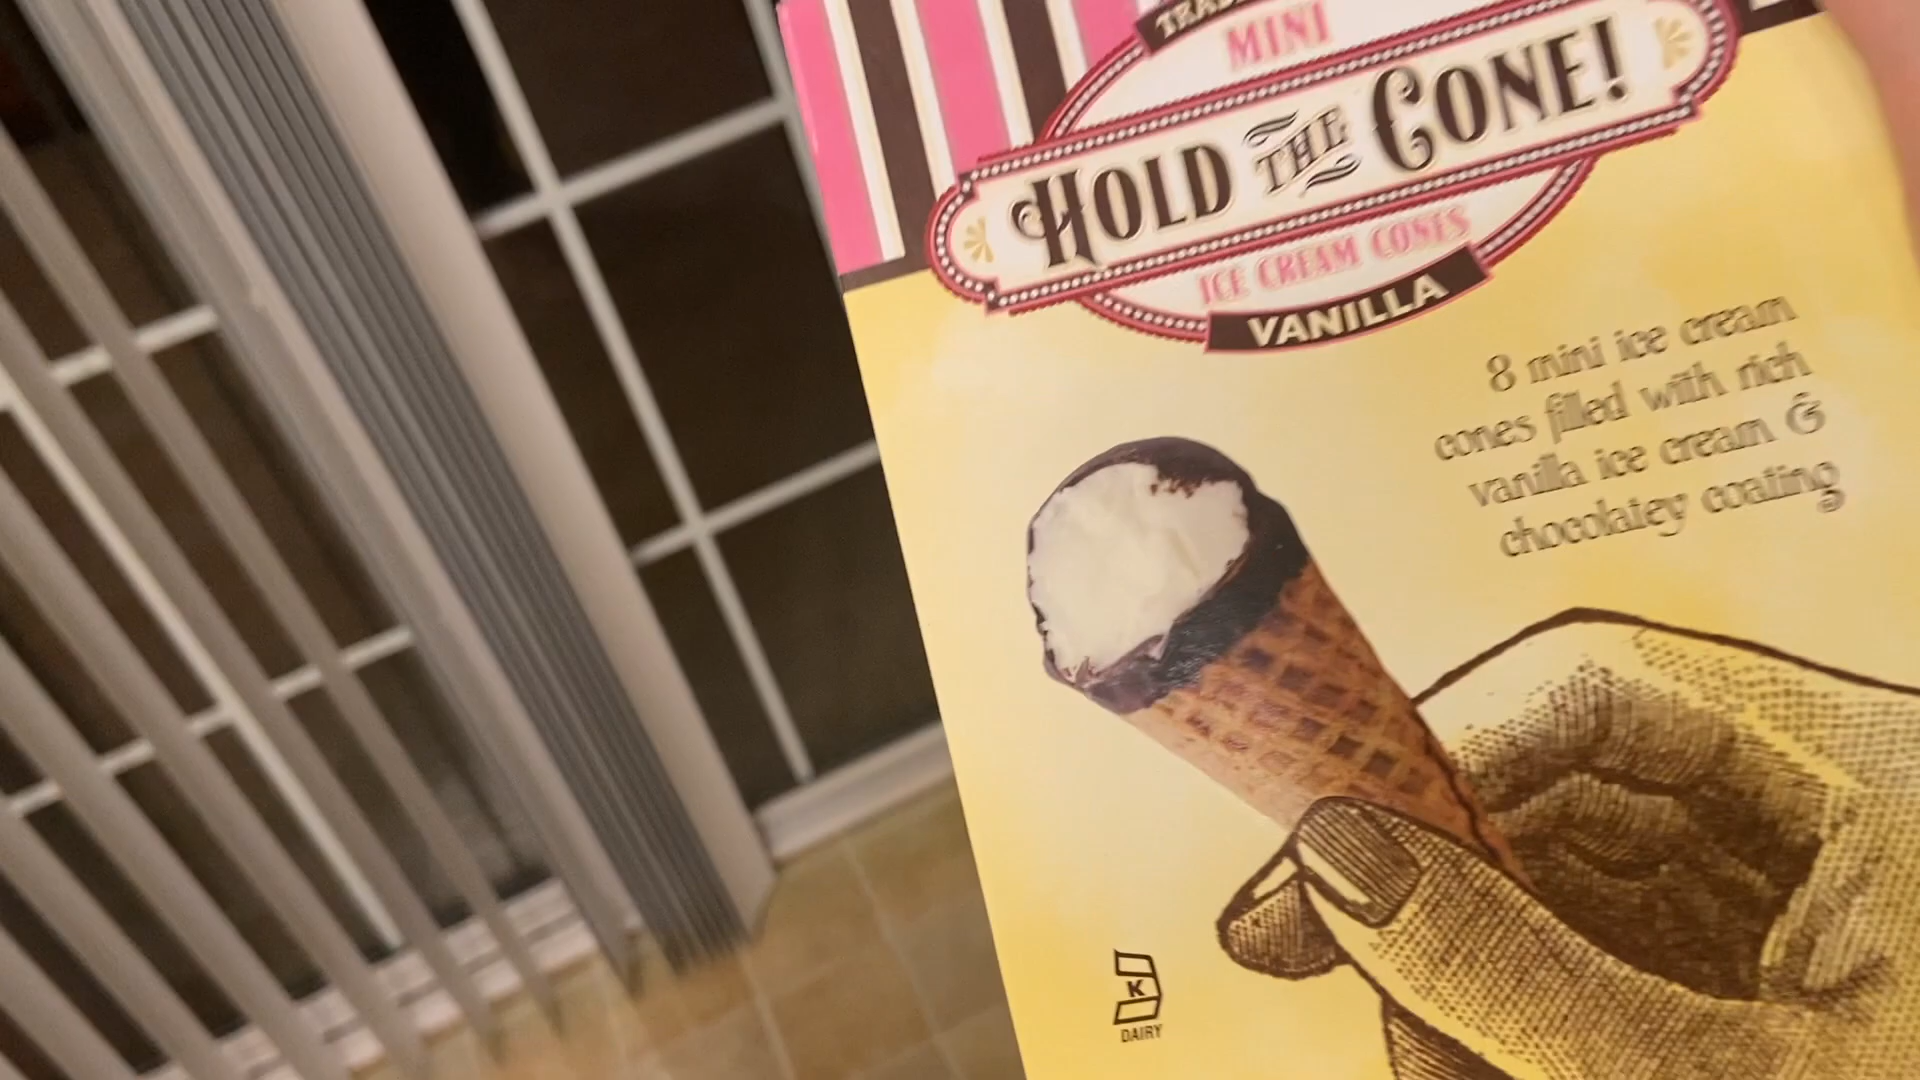 MINI
HOLD THE CONE!
ICE CREAM CONES
VANILLA
8 mini ice cream
cones filled with rich
vanilla ice cream &
chocolatey coating
K
DAIRY